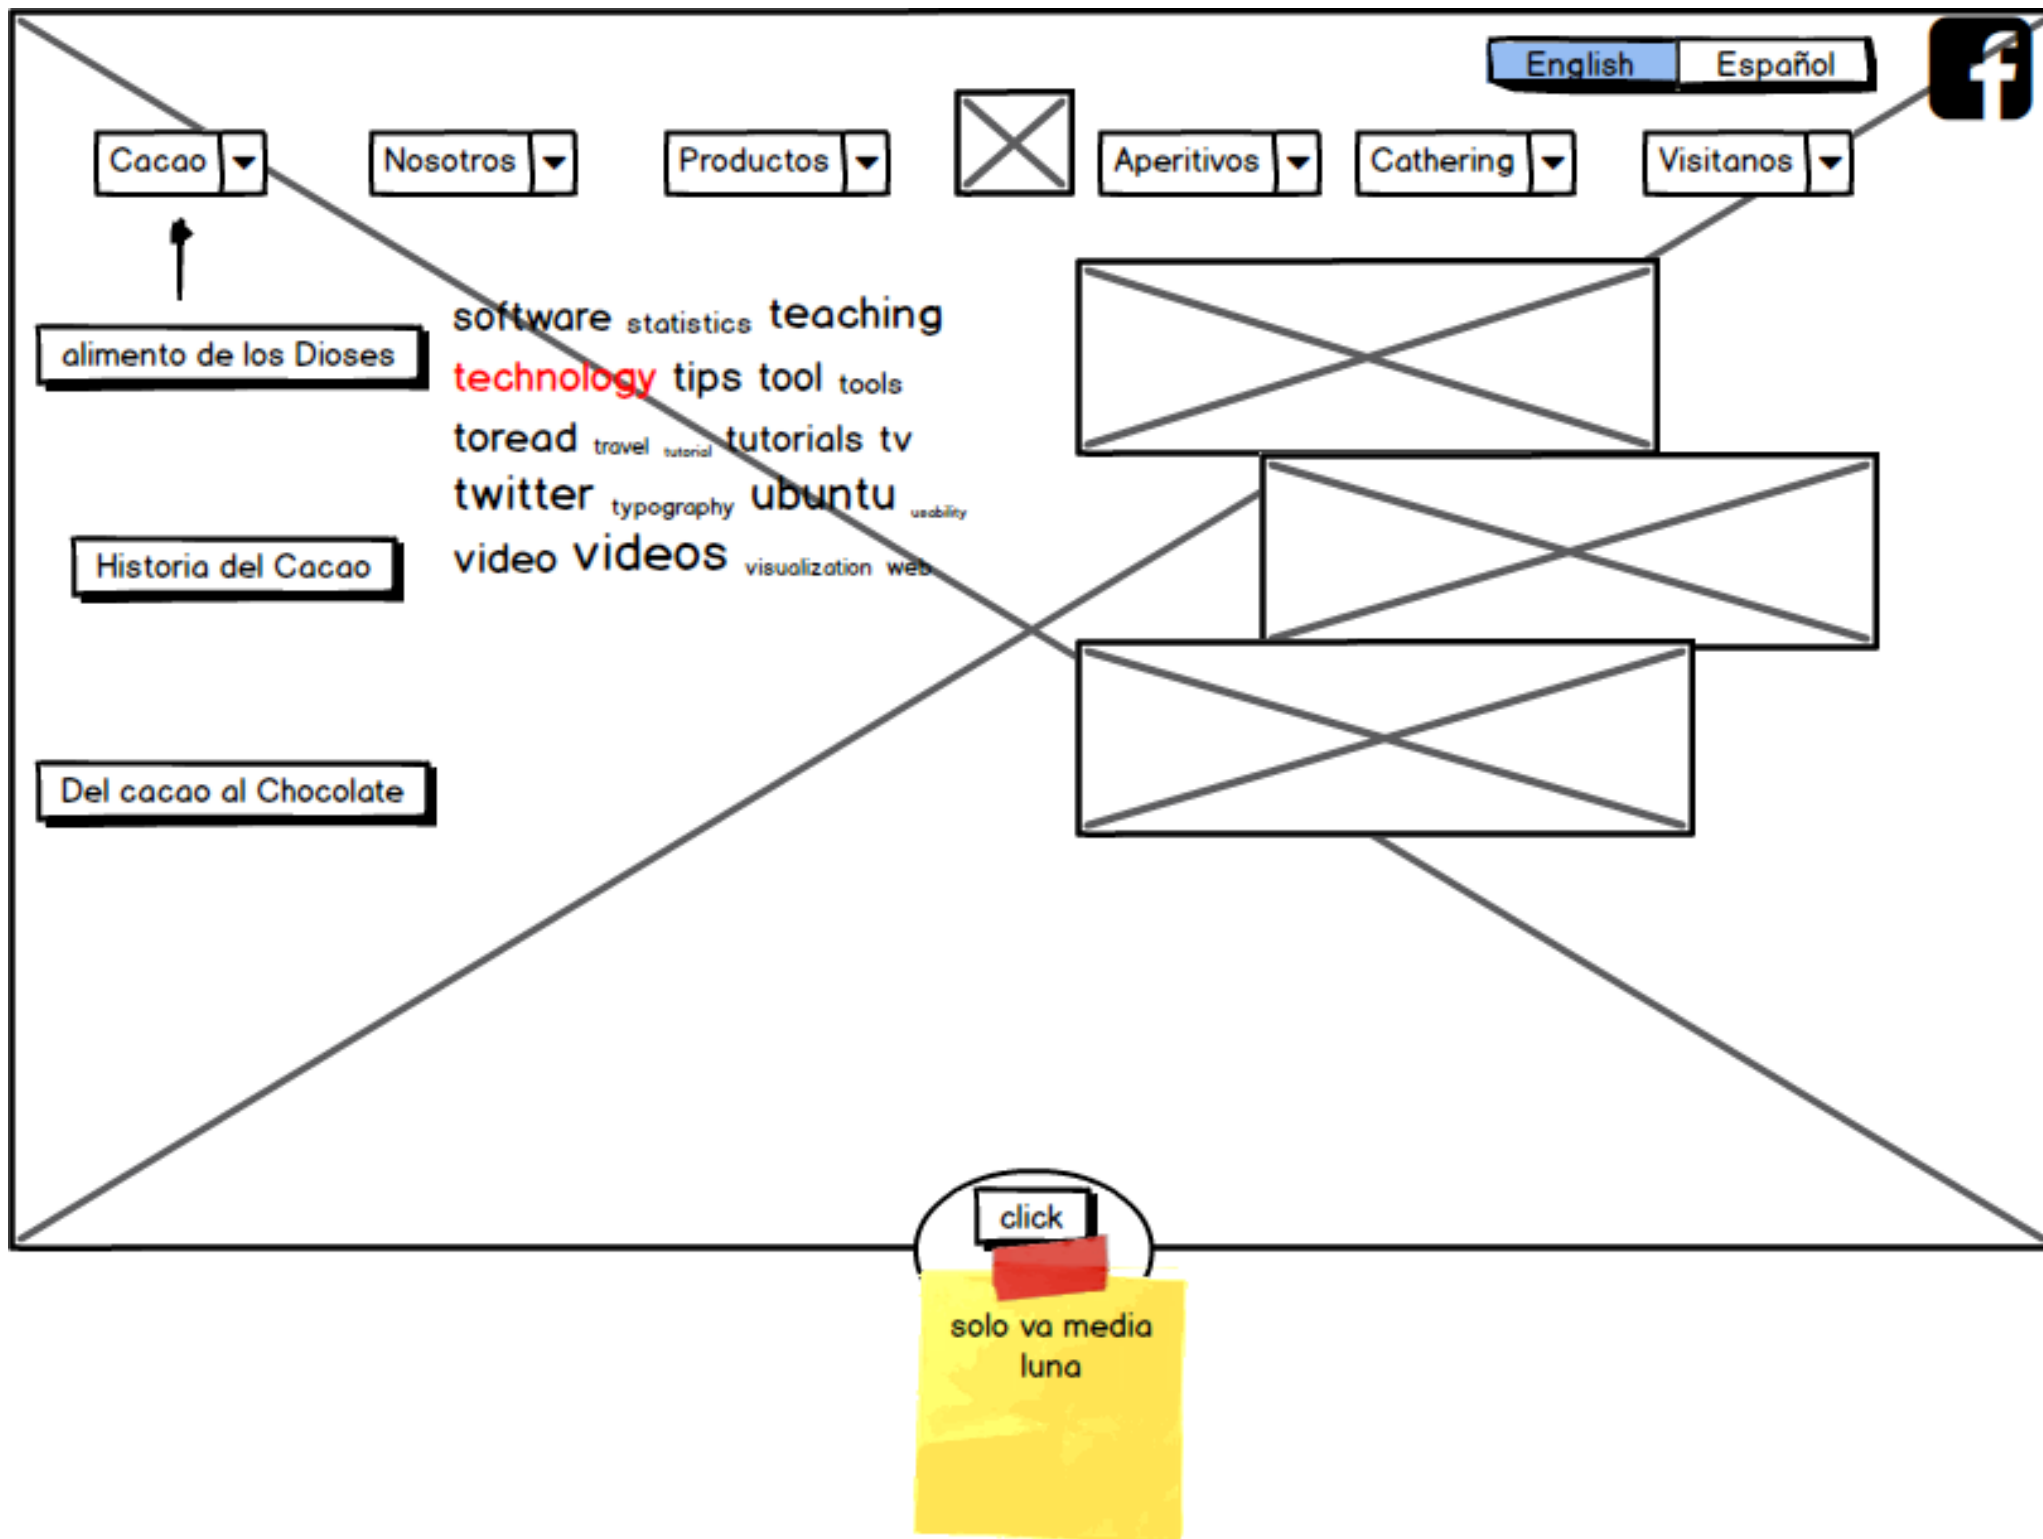 English Español
Cacao Nosotros Productos Aperitivos Cathering Visitanos
alimento de los Dioses
software statistics teaching
technology tips tool tools
toread travel tutorial tutorials tv
twitter typography ubuntu usability
video videos visualization web
Historia del Cacao
Del cacao al Chocolate
click
solo va media
luna